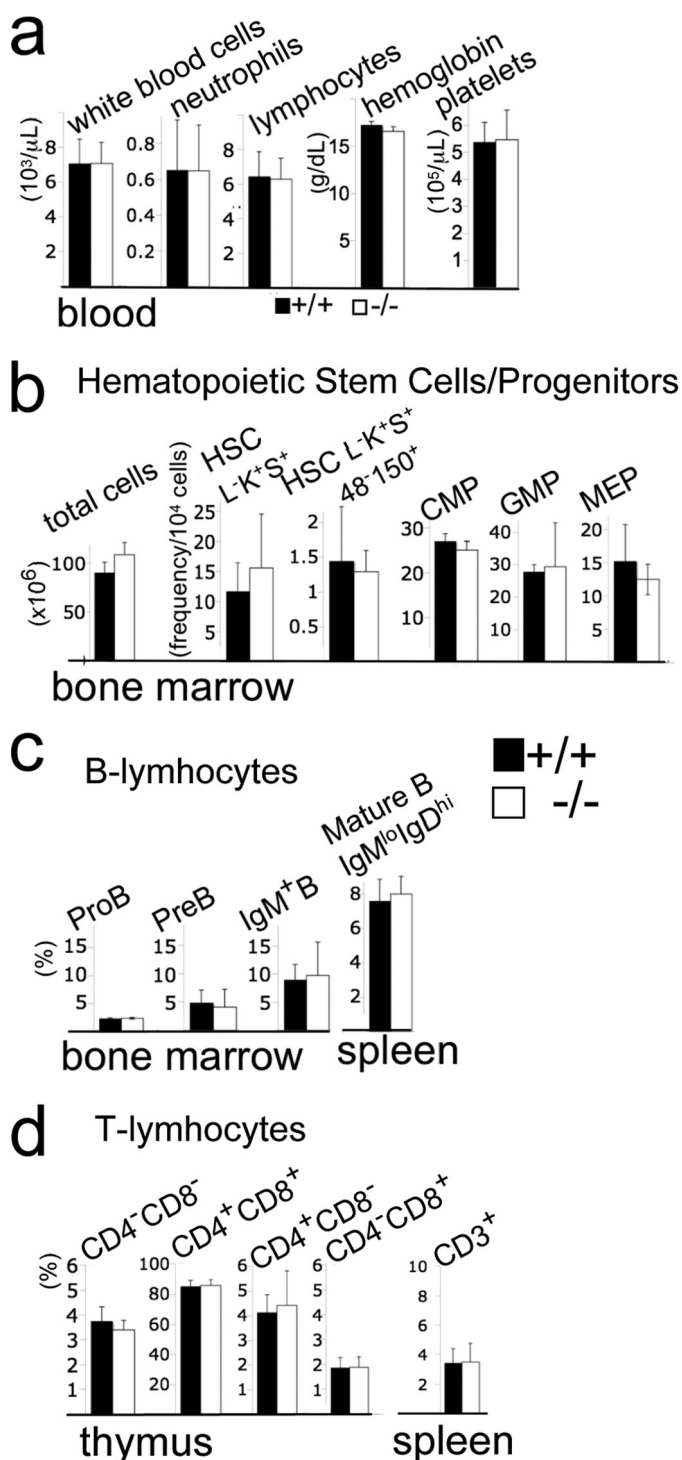 a
white blood cells
neutrophils
lymphocytes
hemoglobin
platelets
(10³/µL)
8
6
4
2
0.8
0.6
0.4
0.2
8
6
4
2
(g/dL)
15
10
5
(10⁵/µL)
6
5
4
3
2
1
blood
+/+
-/-
b
Hematopoietic Stem Cells/Progenitors
total cells
HSC
L⁻K⁺S⁺
HSC L⁻K⁺S⁺
48⁻150⁺
CMP
GMP
MEP
(x10⁶)
100
50
(frequency/10⁴ cells)
25
20
15
10
5
2
1.5
1
0.5
30
20
10
40
30
20
10
20
15
10
5
bone marrow
c
B-lymhocytes
+/+
-/-
ProB
PreB
IgM⁺B
Mature B
IgMˡᵒIgDʰⁱ
(%)
15
10
5
15
10
5
15
10
5
8
6
4
2
bone marrow
spleen
d
T-lymhocytes
CD4⁻CD8⁻
CD4⁺CD8⁺
CD4⁺CD8⁻
CD4⁻CD8⁺
CD3⁺
(%)
6
5
4
3
2
1
100
80
60
40
20
6
5
4
3
2
1
6
5
4
3
2
1
10
8
6
4
2
thymus
spleen